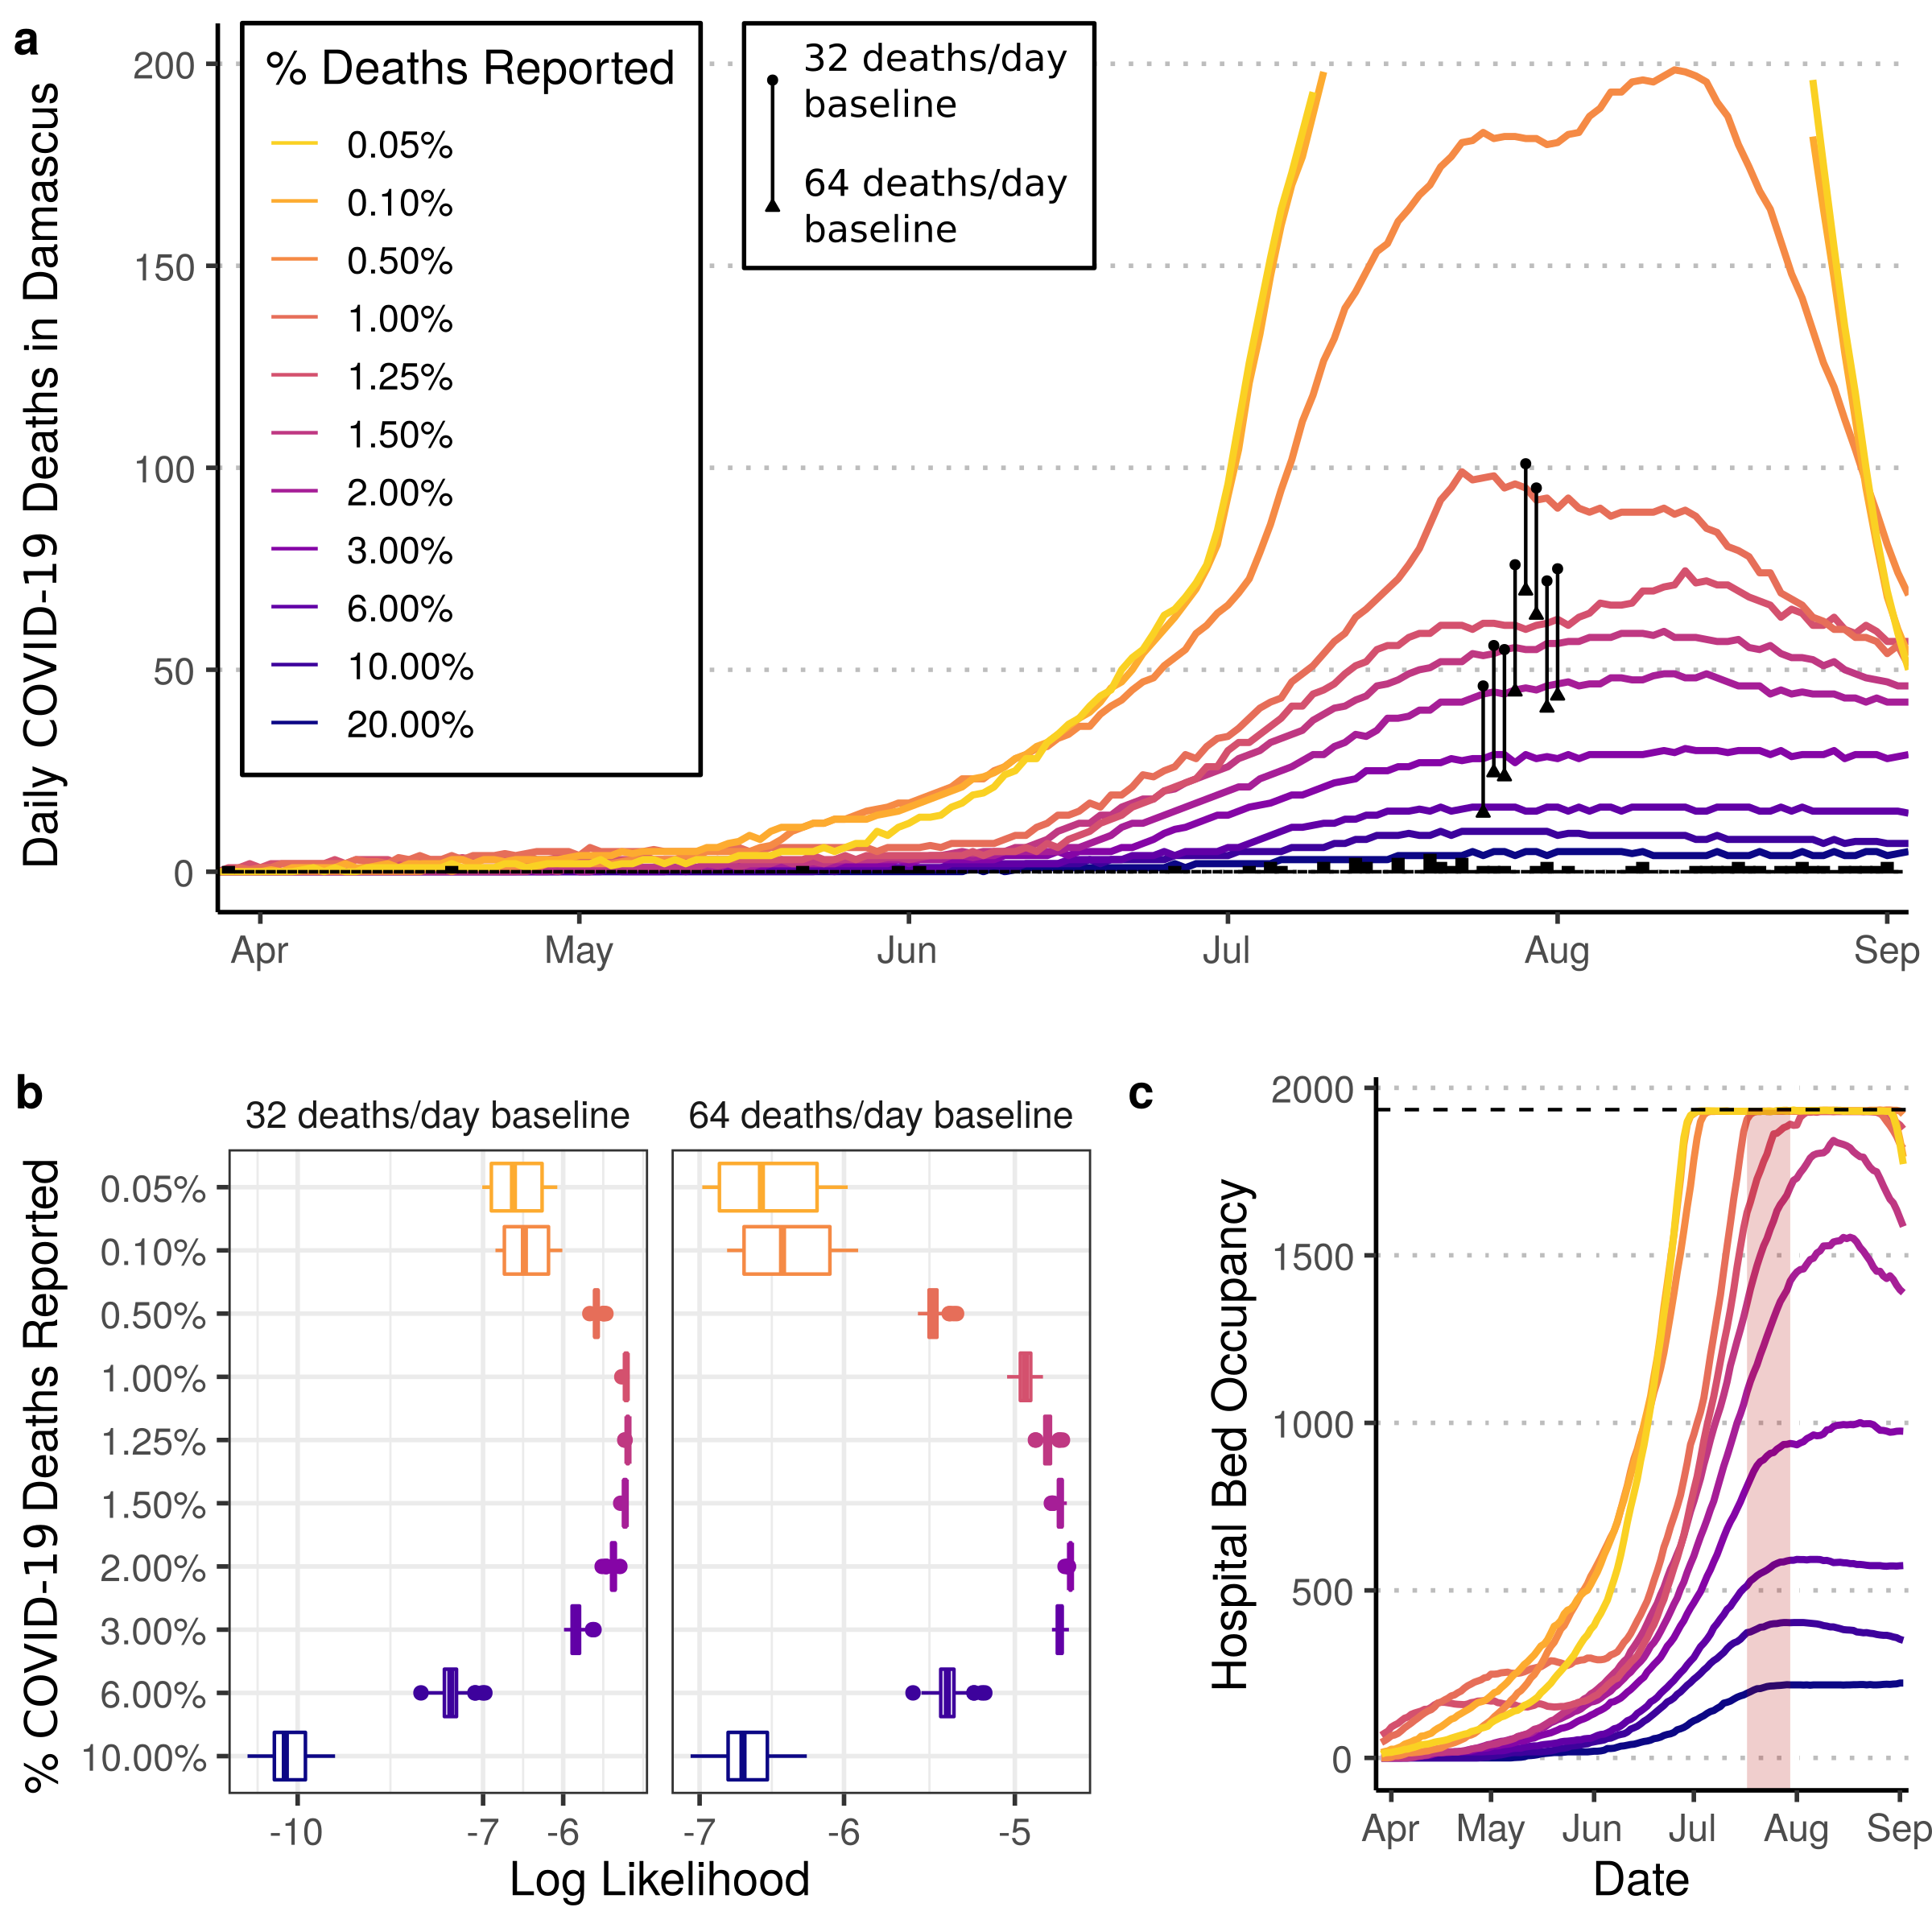 a
Daily COVID-19 Deaths in Damascus
200
150
100
50
0
% Deaths Reported
0.05%
0.10%
0.50%
1.00%
1.25%
1.50%
2.00%
3.00%
6.00%
10.00%
20.00%
32 deaths/day
baseline
64 deaths/day
baseline
Apr
May
Jun
Jul
Aug
Sep
b
32 deaths/day baseline
64 deaths/day baseline
% COVID-19 Deaths Reported
0.05%
0.10%
0.50%
1.00%
1.25%
1.50%
2.00%
3.00%
6.00%
10.00%
-10
-7
-6
-7
-6
-5
Log Likelihood
c
Hospital Bed Occupancy
2000
1500
1000
500
0
Apr
May
Jun
Jul
Aug
Sep
Date